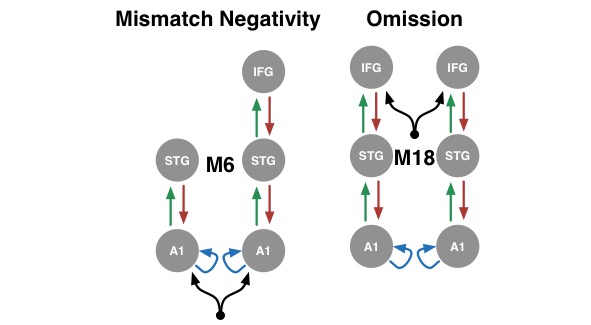 Mismatch Negativity
Omission
IFG
IFG
IFG
STG
M6
STG
STG
M18
STG
A1
A1
A1
A1